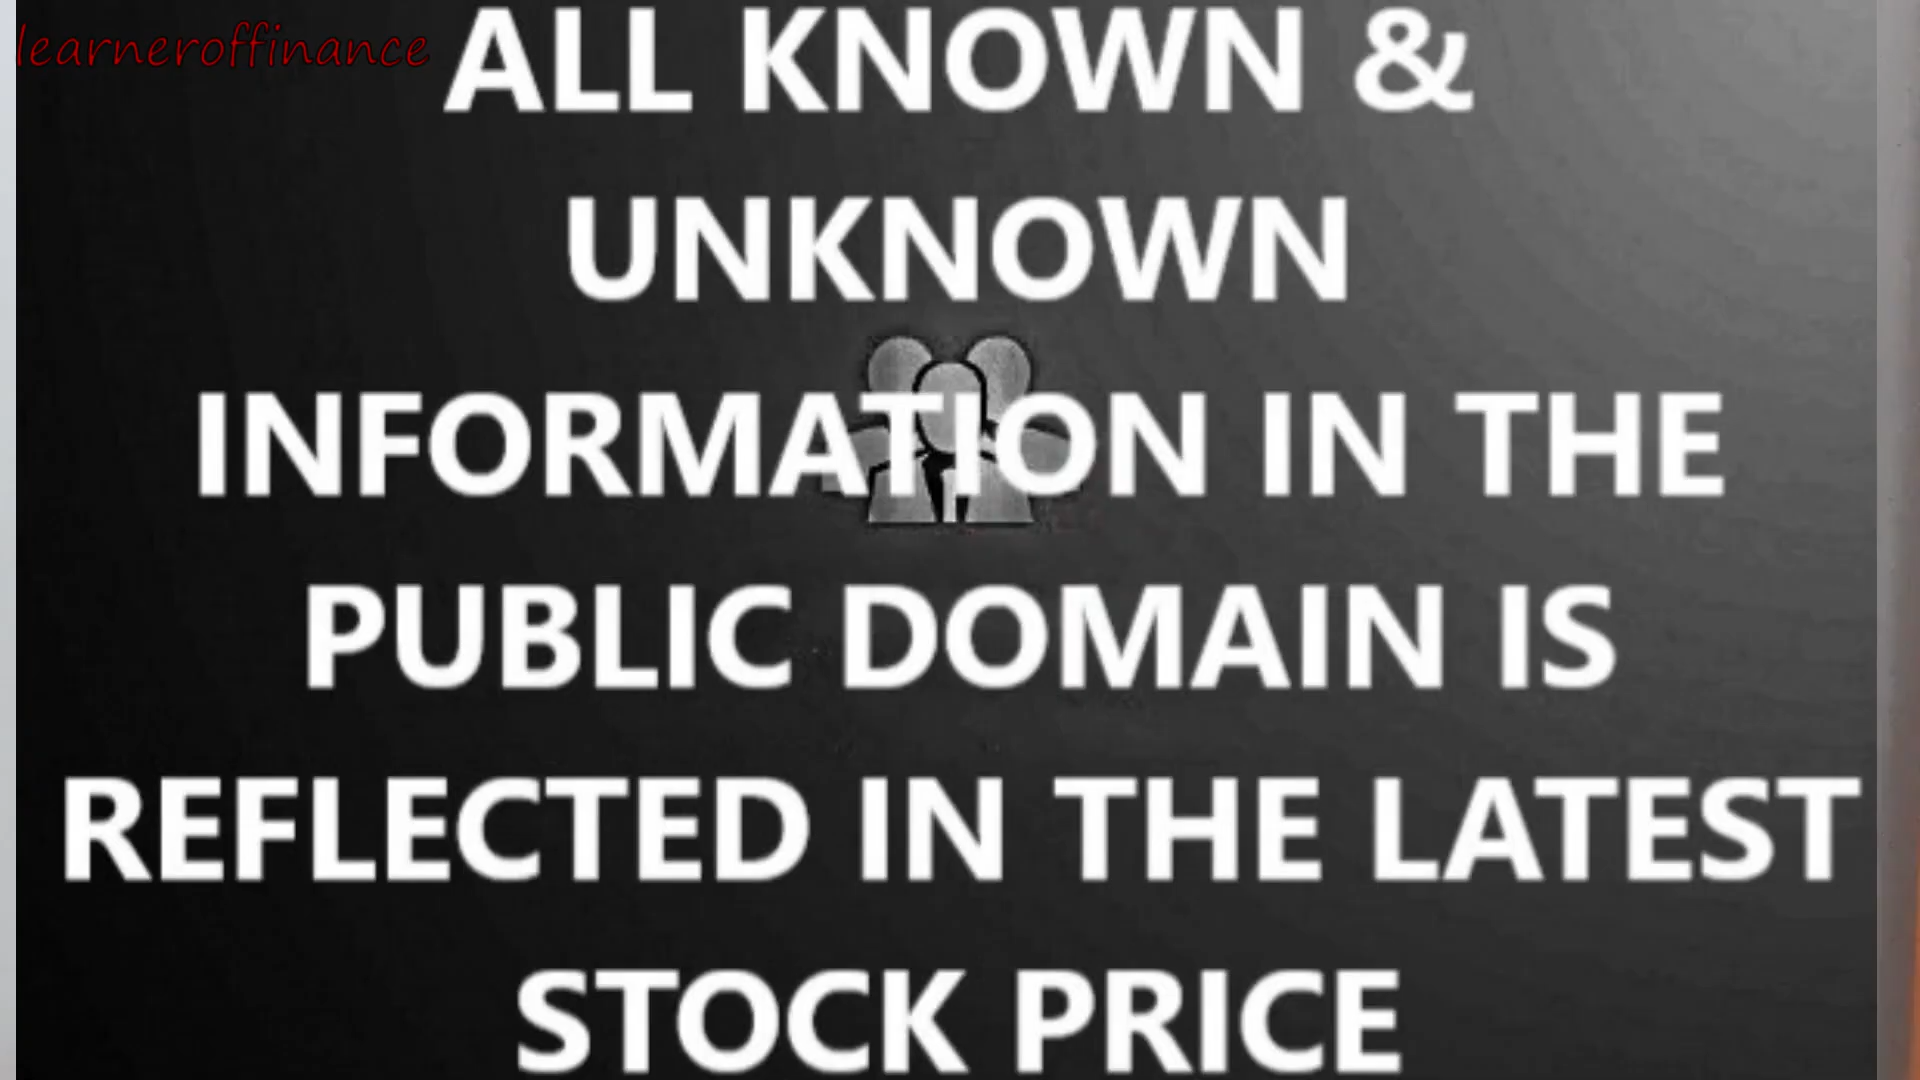 learneroffinance
ALL KNOWN &
UNKNOWN
INFORMATION IN THE
PUBLIC DOMAIN IS
REFLECTED IN THE LATEST
STOCK PRICE